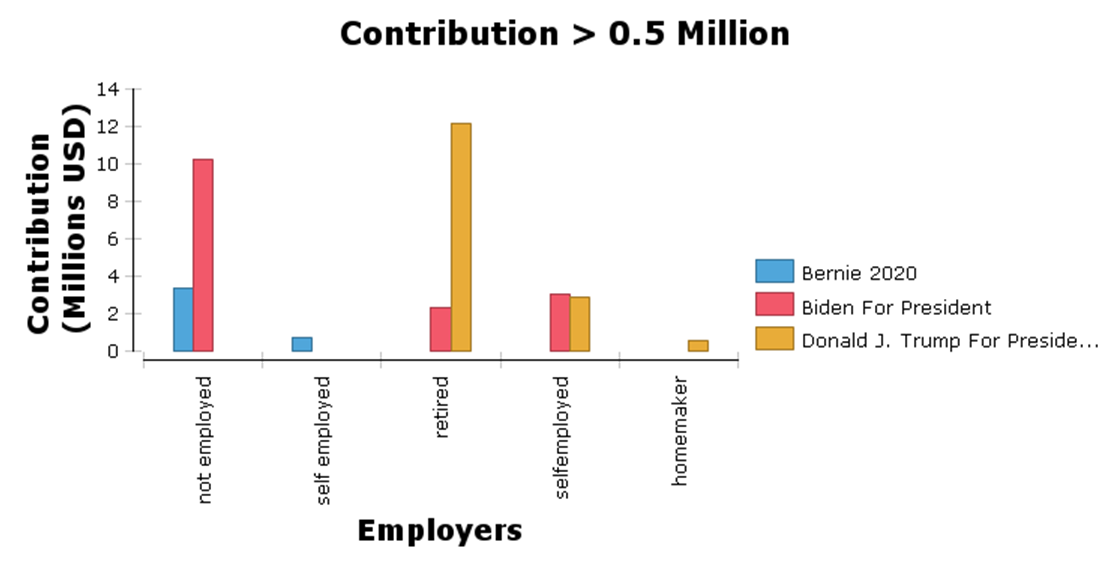 Contribution > 0.5 Million
Contribution
(Millions USD)
14
12
10
8
6
4
2
0
not employed
self employed
retired
selfemployed
homemaker
Employers
Bernie 2020
Biden For President
Donald J. Trump For Preside...